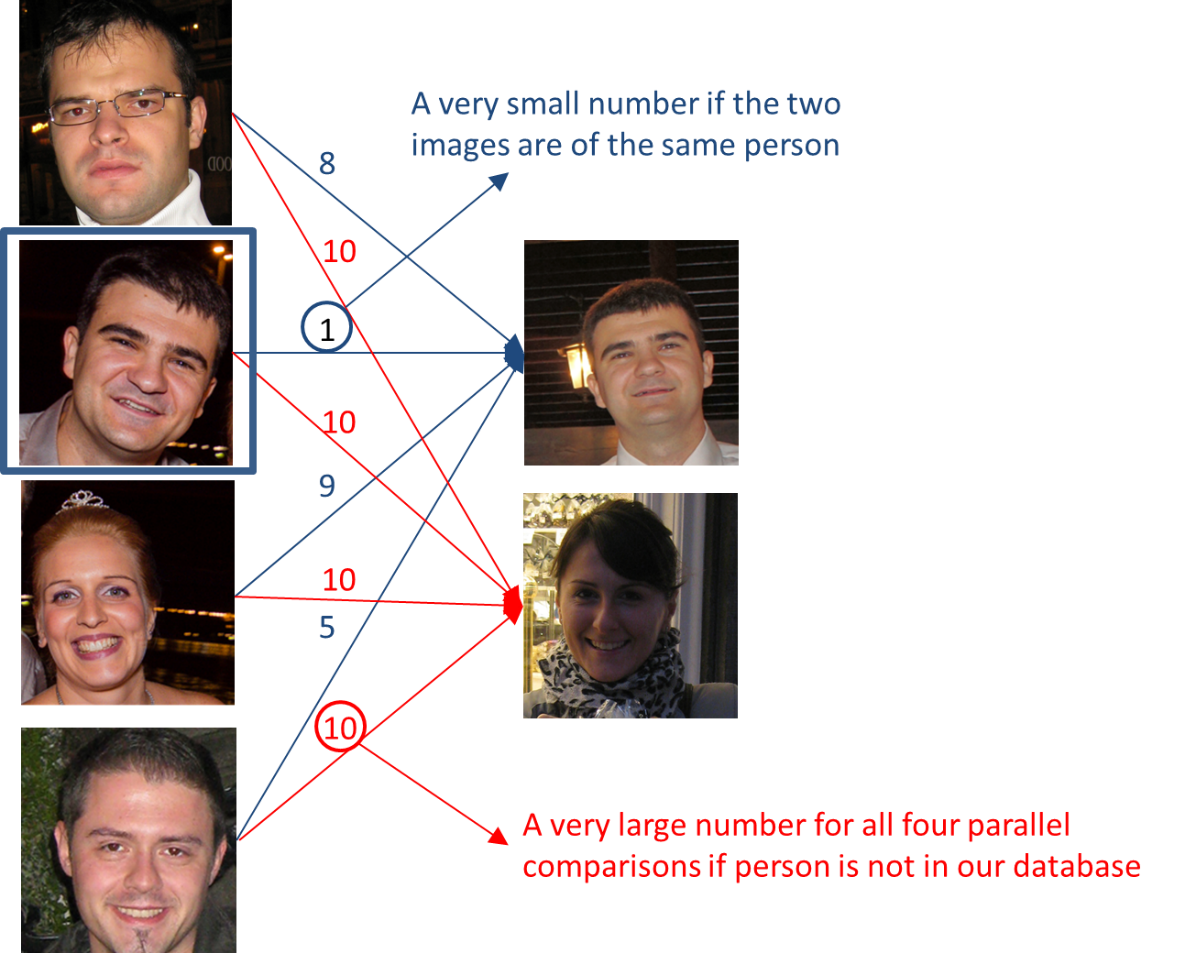 A very small number if the two
images are of the same person
8
10
1
10
9
10
5
10
A very large number for all four parallel
comparisons if person is not in our database